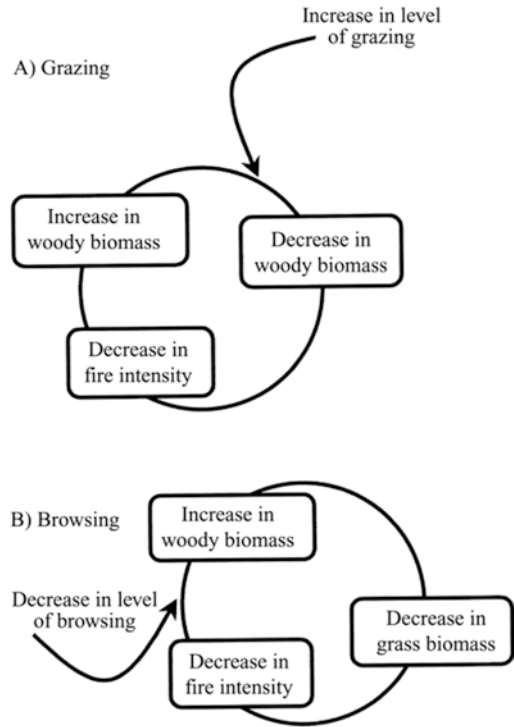 Increase in level
of grazing
A) Grazing
Increase in
woody biomass
Decrease in
woody biomass
Decrease in
fire intensity
B) Browsing
Increase in
woody biomass
Decrease in level
of browsing
Decrease in
grass biomass
Decrease in
fire intensity